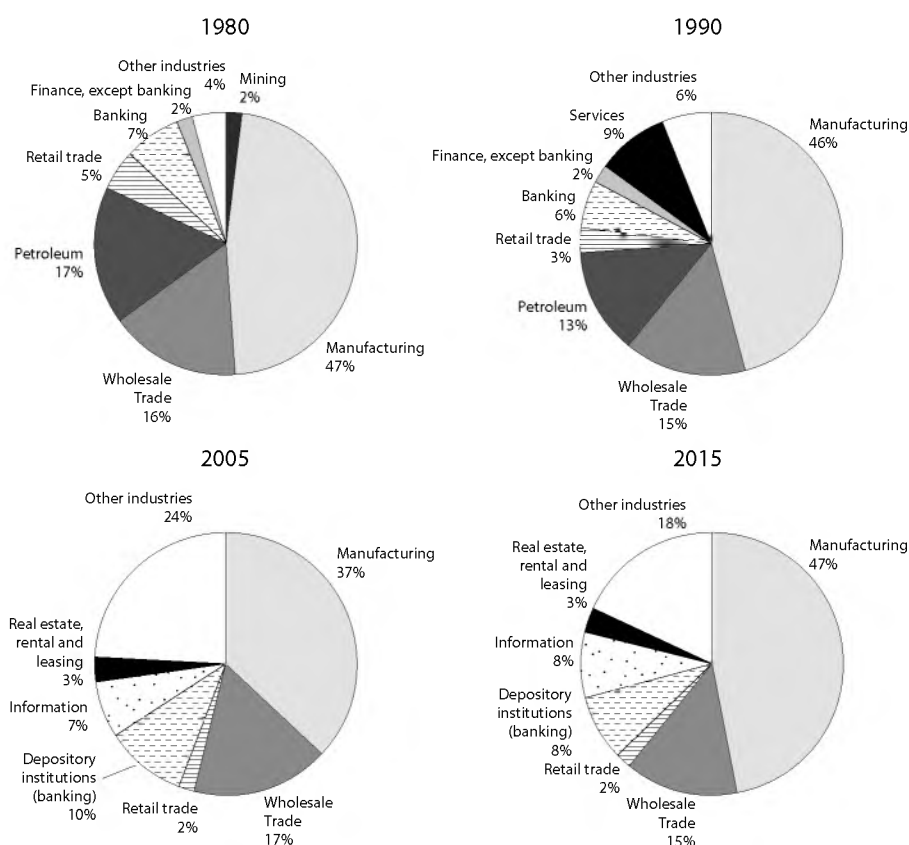 1980
Other industries
4%
Mining
2%
Finance, except banking
2%
Banking
7%
Retail trade
5%
Petroleum
17%
Wholesale
Trade
16%
Manufacturing
47%
1990
Other industries
6%
Services
9%
Manufacturing
46%
Finance, except banking
2%
Banking
6%
Retail trade
3%
Petroleum
13%
Wholesale
Trade
15%
2005
Other industries
24%
Manufacturing
37%
Real estate,
rental and
leasing
3%
Information
7%
Depository
institutions
(banking)
10%
Retail trade
2%
Wholesale
Trade
17%
2015
Other industries
18%
Manufacturing
47%
Real estate,
rental and
leasing
3%
Information
8%
Depository
institutions
(banking)
8%
Retail trade
2%
Wholesale
Trade
15%